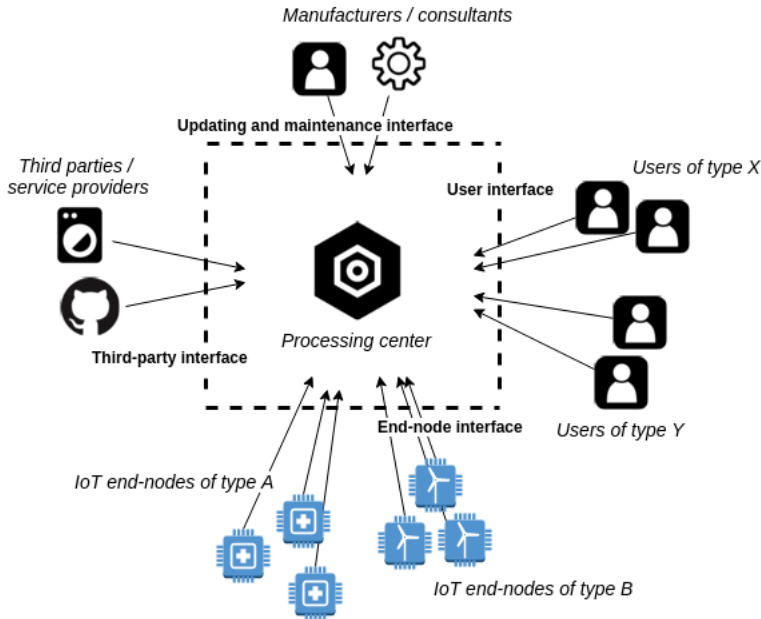 Manufacturers / consultants
Updating and maintenance interface
Third parties /
service providers
Users of type X
User interface
Processing center
Third-party interface
End-node interface
Users of type Y
IoT end-nodes of type A
IoT end-nodes of type B